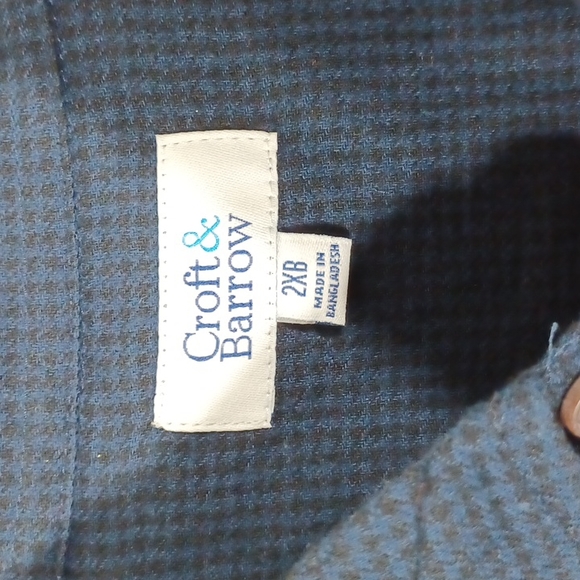 Croft &
Barrow
2XB
MADE IN
BANGLADESH